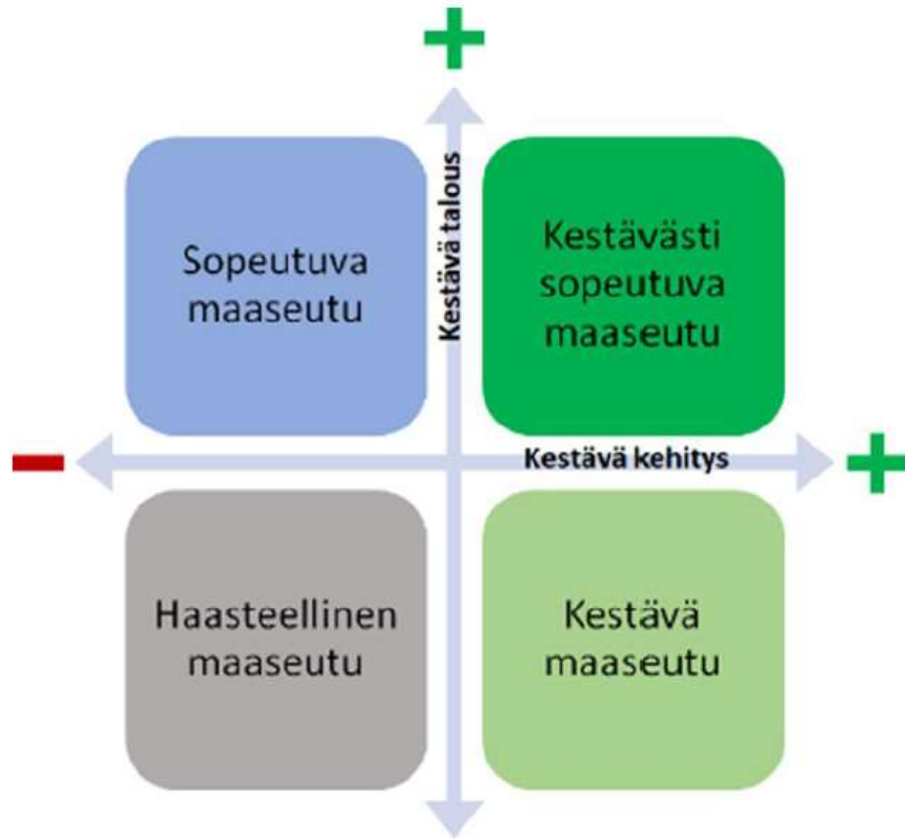 +
Kestävä talous
Sopeutuva
maaseutu
Kestävästi
sopeutuva
maaseutu
−
Kestävä kehitys
+
Haasteellinen
maaseutu
Kestävä
maaseutu